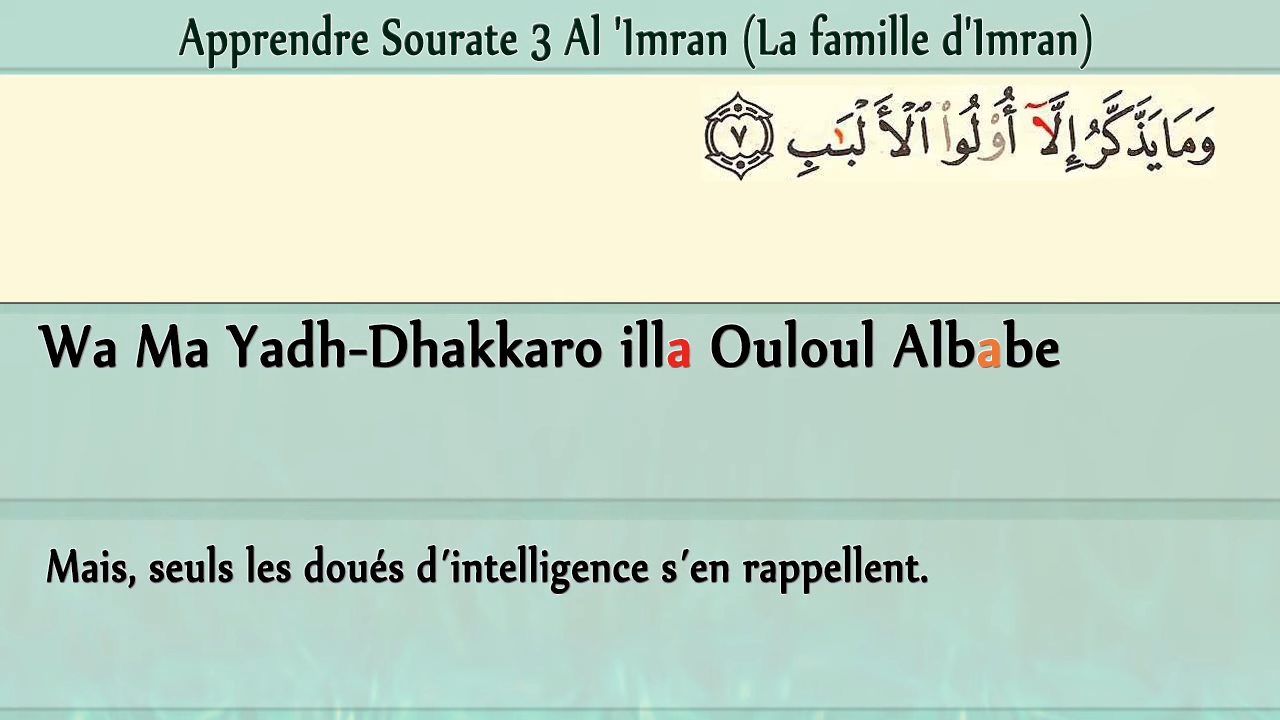 Apprendre Sourate 3 Al 'Imran (La famille d'Imran)
وَمَا يَذَّكَّرُ إِلَّآ أُو۟لُوا۟ ٱلْأَلْبَٰبِ ٧
Wa Ma Yadh-Dhakkaro illa Ouloul Albabe
Mais, seuls les doués d´intelligence s´en rappellent.